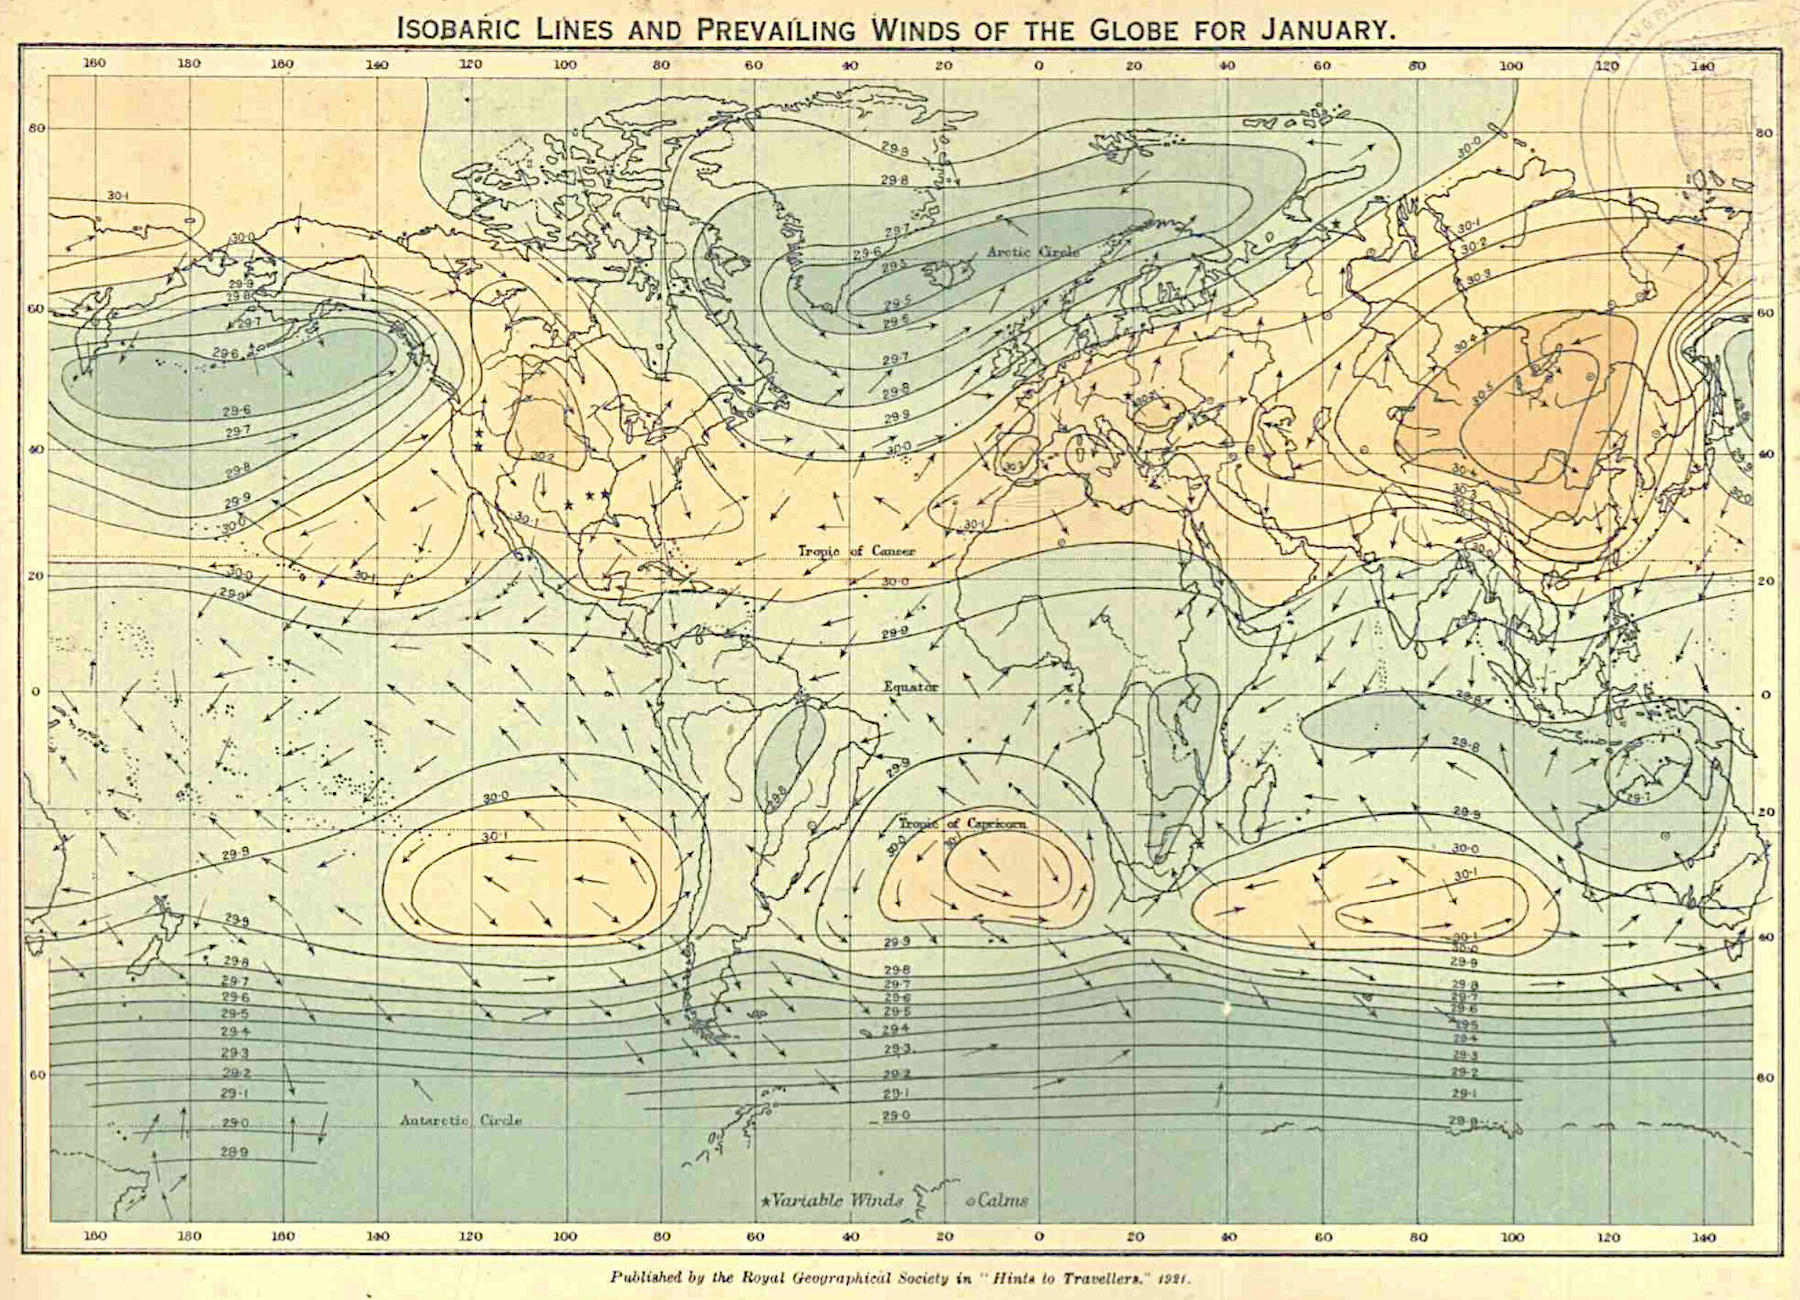 ISOBARIC LINES AND PREVAILING WINDS OF THE GLOBE FOR JANUARY.
160 180 160 140 120 100 80 60 40 20 0 20 40 60 80 100 120 140
80 80
29·9
30·0
29·8
30·1
30·1
29·7
30·0 30·2
29·6 Arctic Circle
29·5
30·3
29·9
29·8
29·5
60 60
29·7 29·6
30·4
29·6 29·7
29·8 30·5
29·6 29·9
29·7
40 30·0 40
30·2
29·8 30·4
30·3
29·9
30·0 30·1 30·1
Tropic of Cancer
30·0 30·1 30·0
20 20
29·9
29·9
Equator
0 0
29·8
29·8
29·9
30·0 29·8 29·7
20 29·9 20
Tropic of Capricorn
30·1
30·0 30·1
29·9 30·0
30·1
29·9
29·9 30·1 40
30·0
29·8 29·8 29·9
29·7 29·7 29·8
29·6 29·6 29·7
29·5 29·5 29·6
29·4 29·4 29·5
29·3 29·3 29·4
29·2 29·2 29·3
60 29·2 60
29·1 29·1 29·1
29·0 29·0
Antarctic Circle
28·9
★Variable Winds ⊙Calms
160 180 160 140 120 100 80 60 40 20 0 20 40 60 80 100 120 140
Published by the Royal Geographical Society in "Hints to Travellers," 1921.